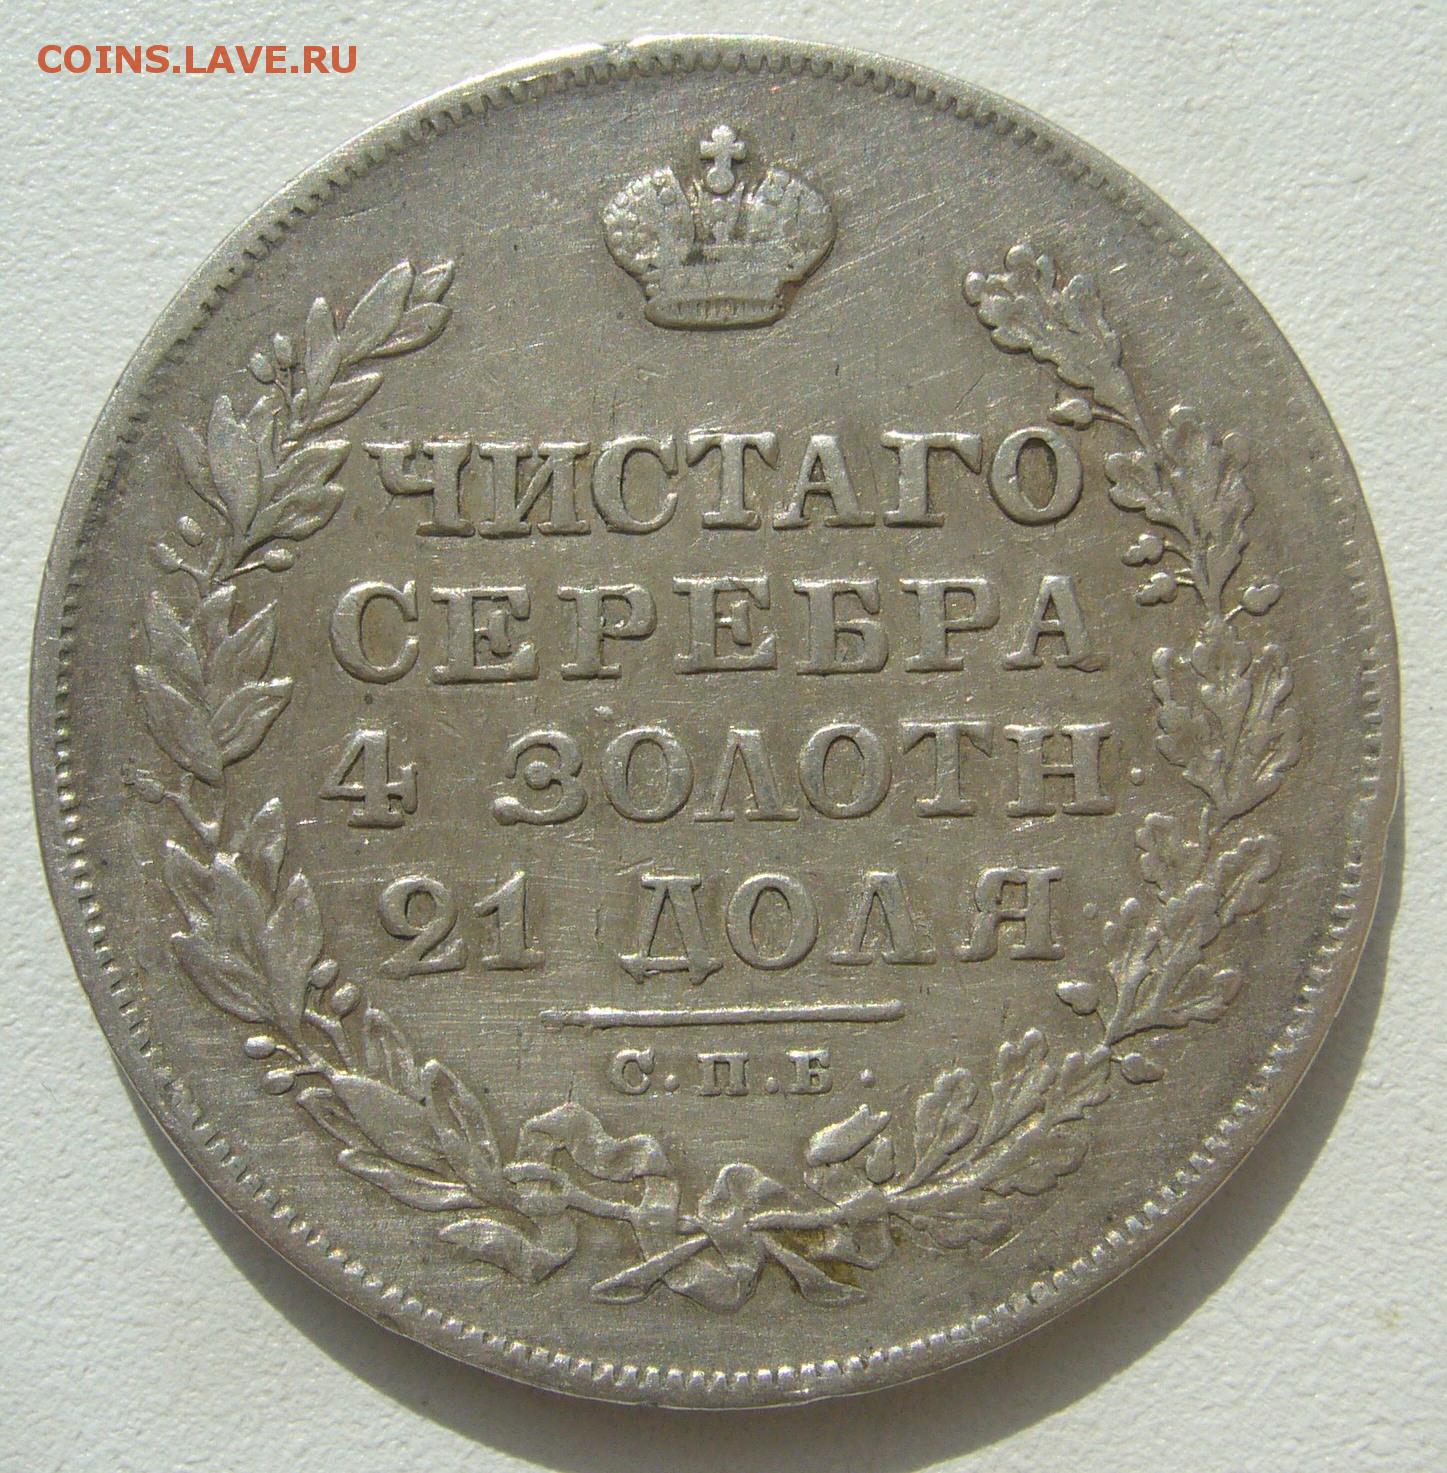 COINS.LAVE.RU
ЧИСТАГО
СЕРЕБРА
4 ЗОЛОТН.
21 ДОЛЯ.
С.П.Б.